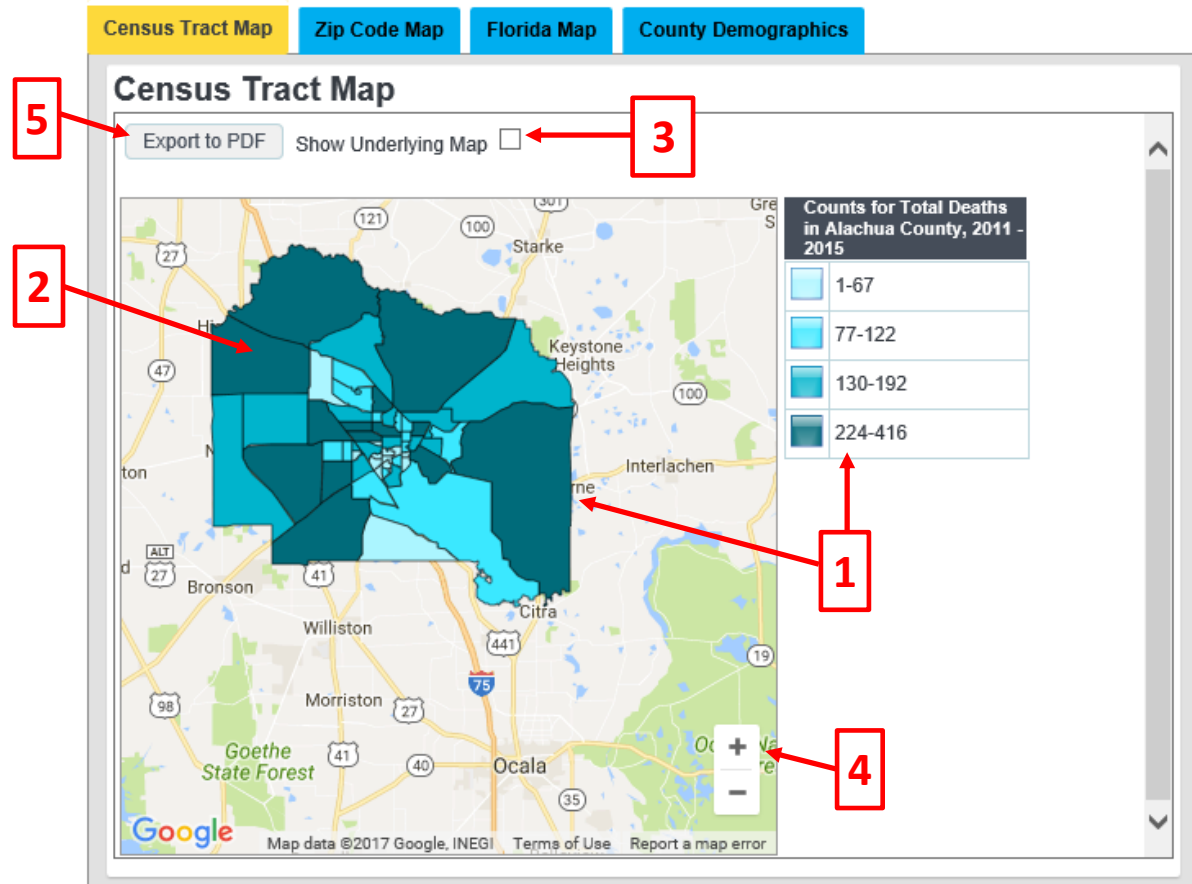 Census Tract Map
Zip Code Map
Florida Map
County Demographics
Census Tract Map
5
Export to PDF
Show Underlying Map
3
Counts for Total Deaths
in Alachua County, 2011 -
2015
1-67
77-122
130-192
224-416
2
1
4
301
121
100
Starke
27
Keystone
Heights
47
100
Interlachen
ton
ALT
27
Bronson
41
Citra
Williston
441
19
75
98
Morriston
27
Goethe
State Forest
41
40
Ocala
35
+
−
Google
Map data ©2017 Google, INEGI
Terms of Use
Report a map error